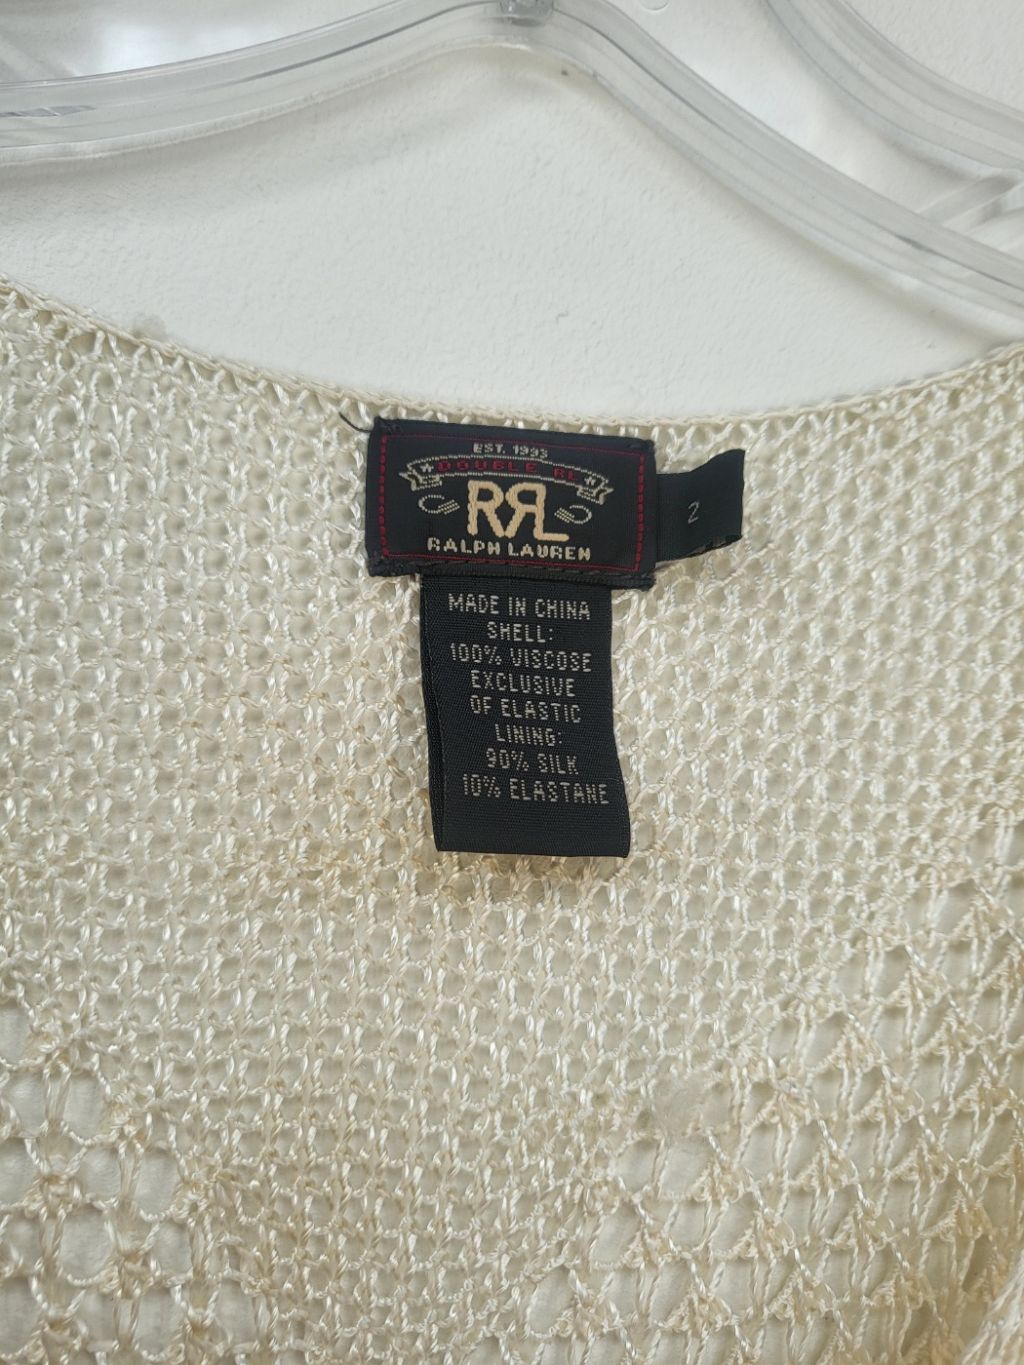 EST. 1993
DOUBLE RL
RRL
RALPH LAUREN
2
MADE IN CHINA
SHELL:
100% VISCOSE
EXCLUSIVE
OF ELASTIC
LINING:
90% SILK
10% ELASTANE